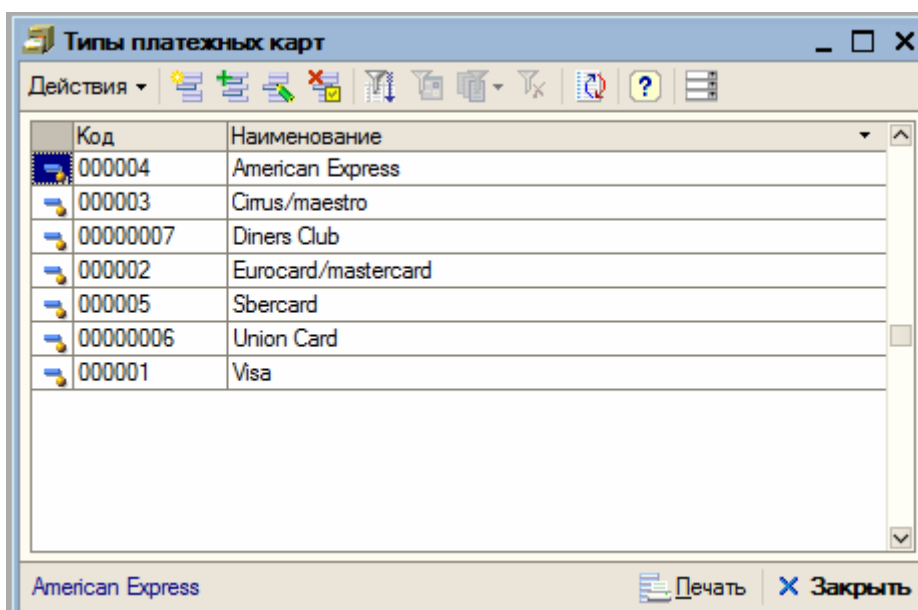 Типы платежных карт
Действия
Код Наименование
000004 American Express
000003 Cirrus/maestro
00000007 Diners Club
000002 Eurocard/mastercard
000005 Sbercard
00000006 Union Card
000001 Visa
American Express Печать Закрыть